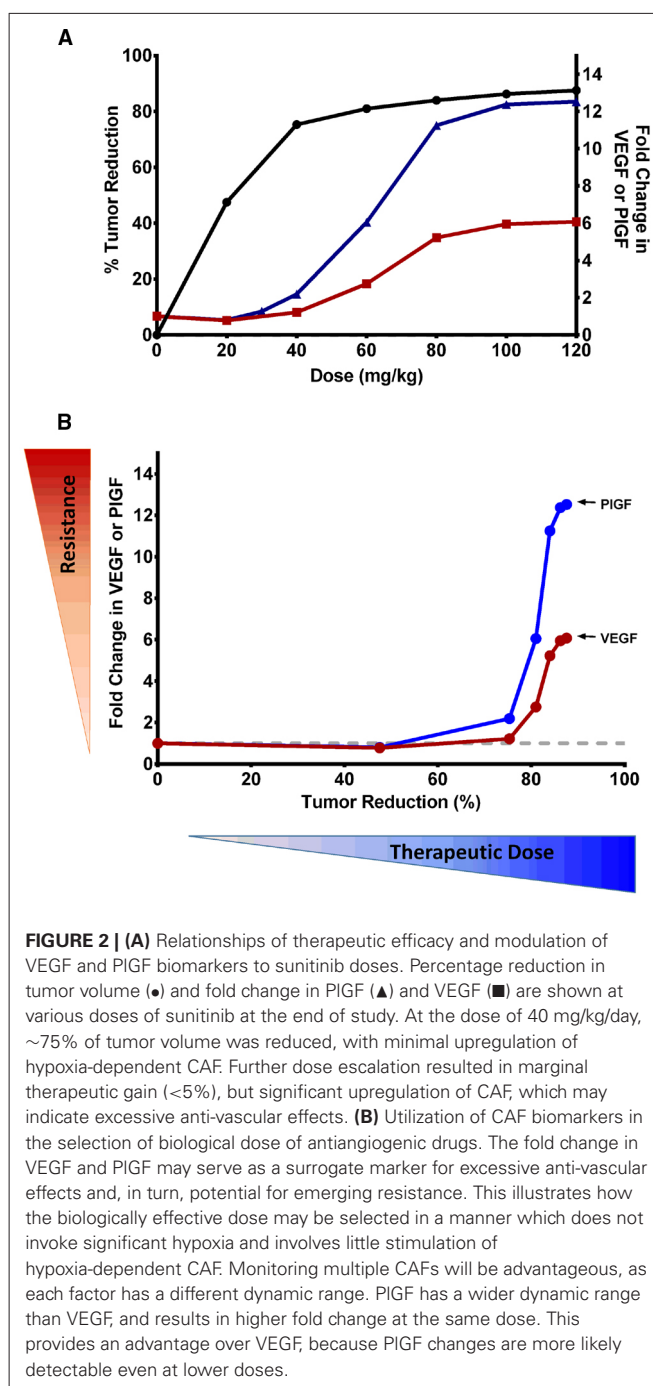 A
100
80
60
40
20
0
% Tumor Reduction
14
12
10
8
6
4
2
0
Fold Change in
VEGF or PlGF
0 20 40 60 80 100 120
Dose (mg/kg)
B
Resistance
Fold Change in VEGF or PlGF
14
12
10
8
6
4
2
0
PlGF
VEGF
0 20 40 60 80 100
Tumor Reduction (%)
Therapeutic Dose
FIGURE 2 | (A) Relationships of therapeutic efficacy and modulation of
VEGF and PlGF biomarkers to sunitinib doses. Percentage reduction in
tumor volume (●) and fold change in PlGF (▲) and VEGF (■) are shown at
various doses of sunitinib at the end of study. At the dose of 40 mg/kg/day,
∼75% of tumor volume was reduced, with minimal upregulation of
hypoxia-dependent CAF. Further dose escalation resulted in marginal
therapeutic gain (<5%), but significant upregulation of CAF, which may
indicate excessive anti-vascular effects. (B) Utilization of CAF biomarkers in
the selection of biological dose of antiangiogenic drugs. The fold change in
VEGF and PlGF may serve as a surrogate marker for excessive anti-vascular
effects and, in turn, potential for emerging resistance. This illustrates how
the biologically effective dose may be selected in a manner which does not
invoke significant hypoxia and involves little stimulation of
hypoxia-dependent CAF. Monitoring multiple CAFs will be advantageous, as
each factor has a different dynamic range. PlGF has a wider dynamic range
than VEGF, and results in higher fold change at the same dose. This
provides an advantage over VEGF, because PlGF changes are more likely
detectable even at lower doses.